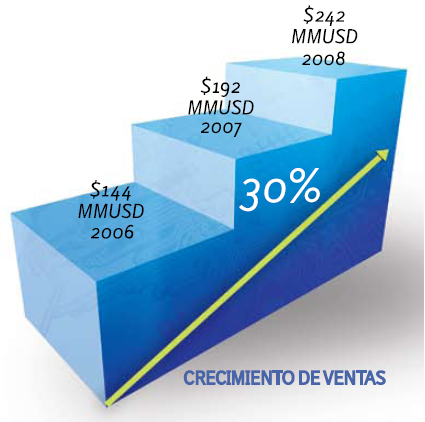 $242
MMUSD
2008
$192
MMUSD
2007
$144
MMUSD
2006
30%
CRECIMIENTO DE VENTAS